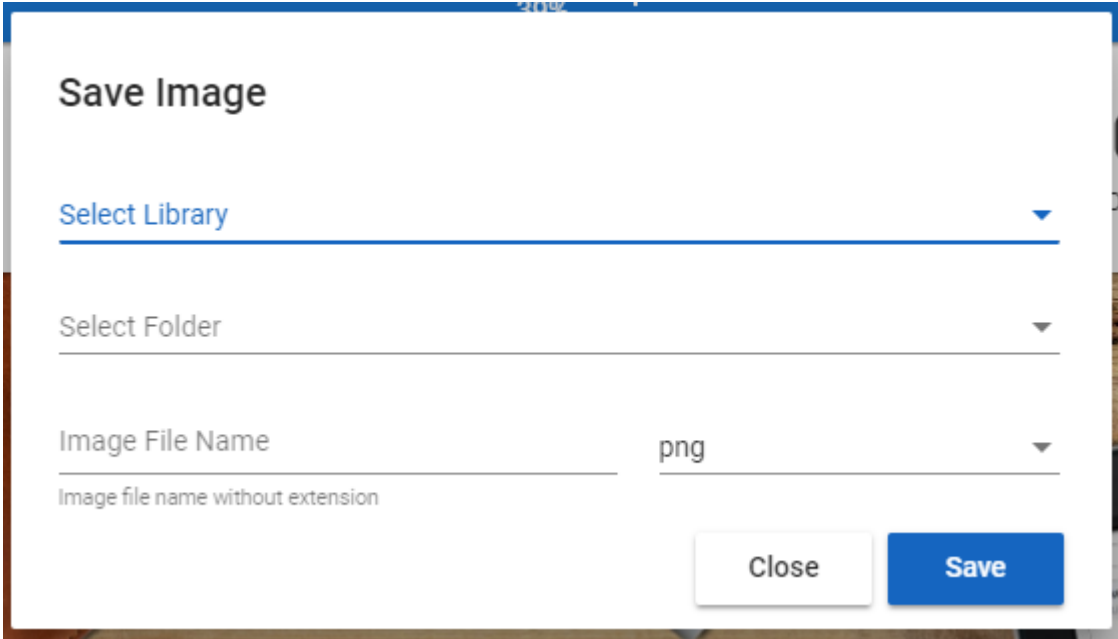 Save Image
Select Library
Select Folder
Image File Name
png
Image file name without extension
Close
Save